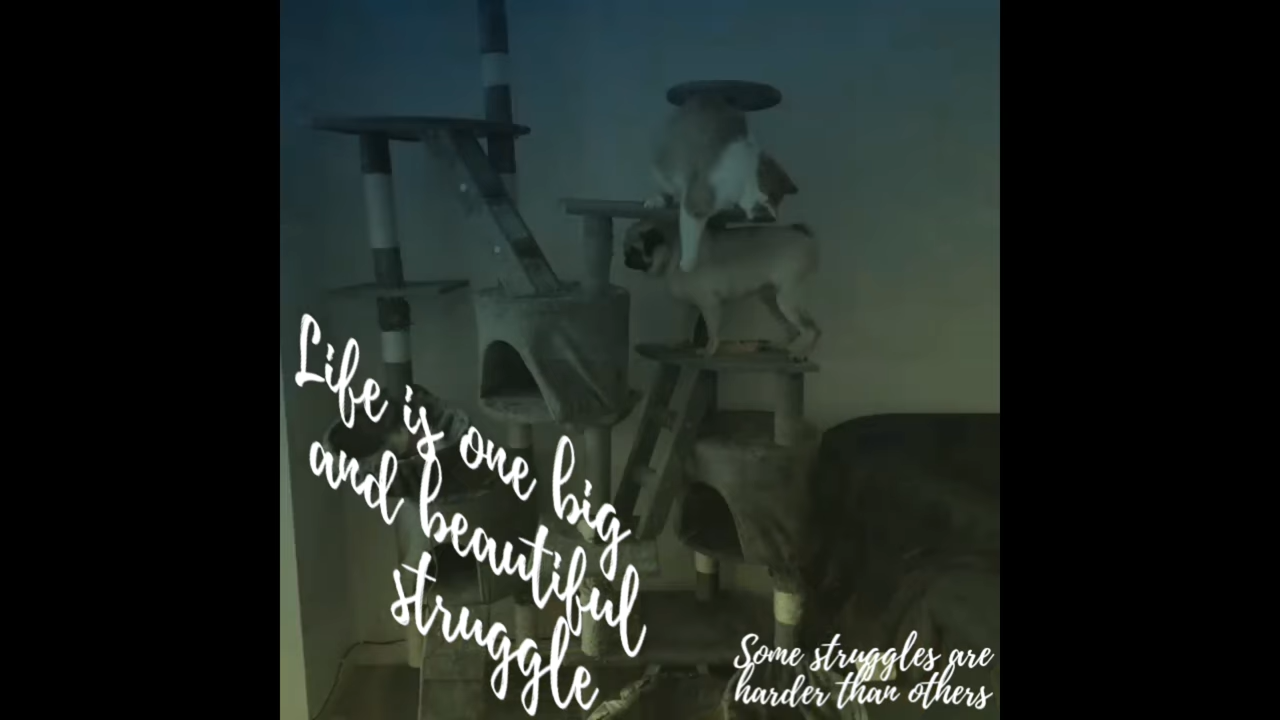 Life is one big
and beautiful
struggle
Some struggles are
harder than others